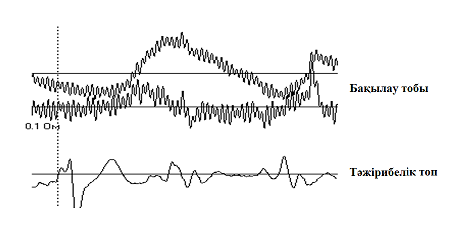 Бақылау тобы
0.1 Ом
Тәжірибелік топ